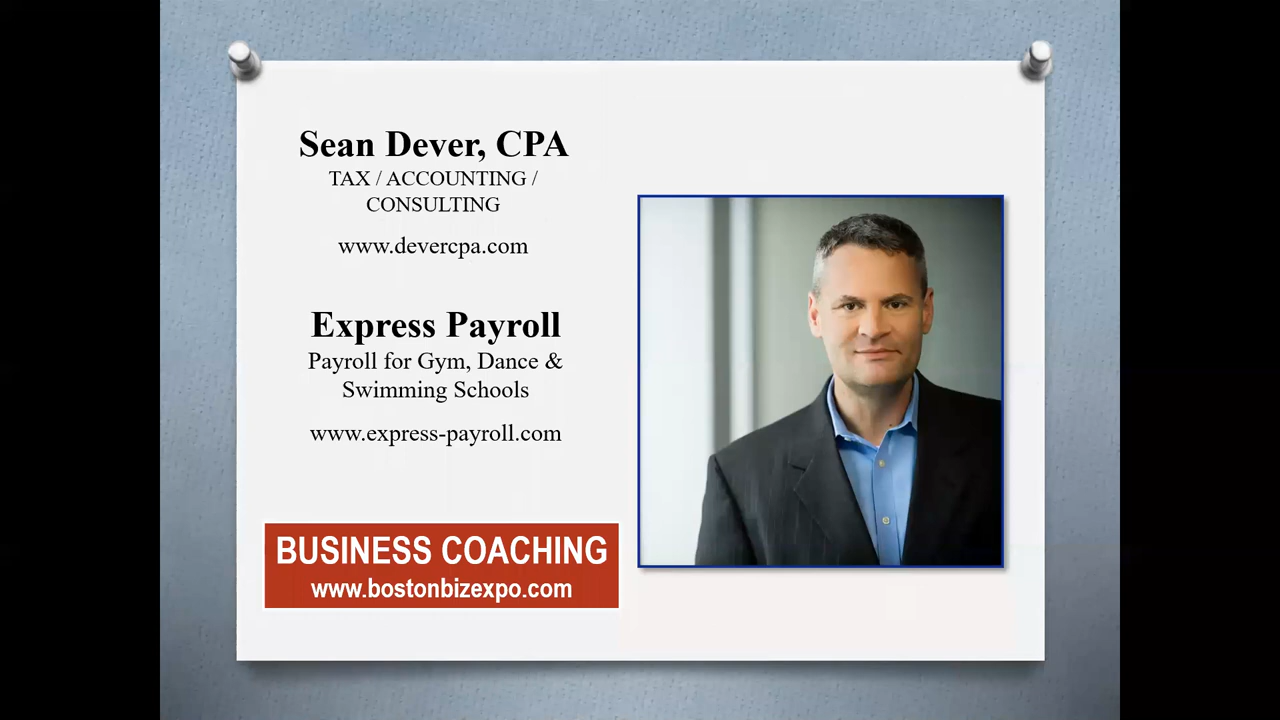 Sean Dever, CPA
TAX / ACCOUNTING /
CONSULTING
www.devercpa.com
Express Payroll
Payroll for Gym, Dance &
Swimming Schools
www.express-payroll.com
BUSINESS COACHING
www.bostonbizexpo.com